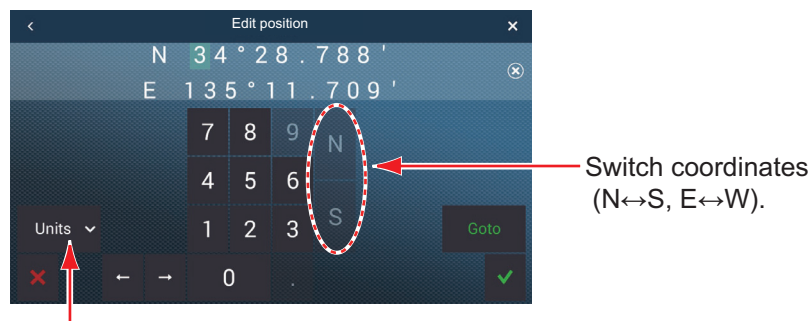 < Edit position ×
N 34°28.788'
E 135°11.709'
7 8 9 N
4 5 6
Switch coordinates
(N↔S, E↔W).
Units 1 2 3 S Goto
← → 0 .